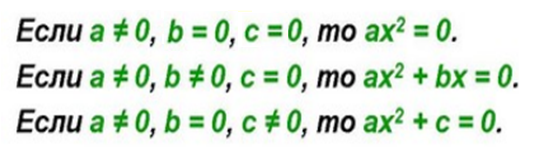 Если a ≠ 0, b = 0, c = 0, то ax² = 0.
Если a ≠ 0, b ≠ 0, c = 0, то ax² + bx = 0.
Если a ≠ 0, b = 0, c ≠ 0, то ax² + c = 0.